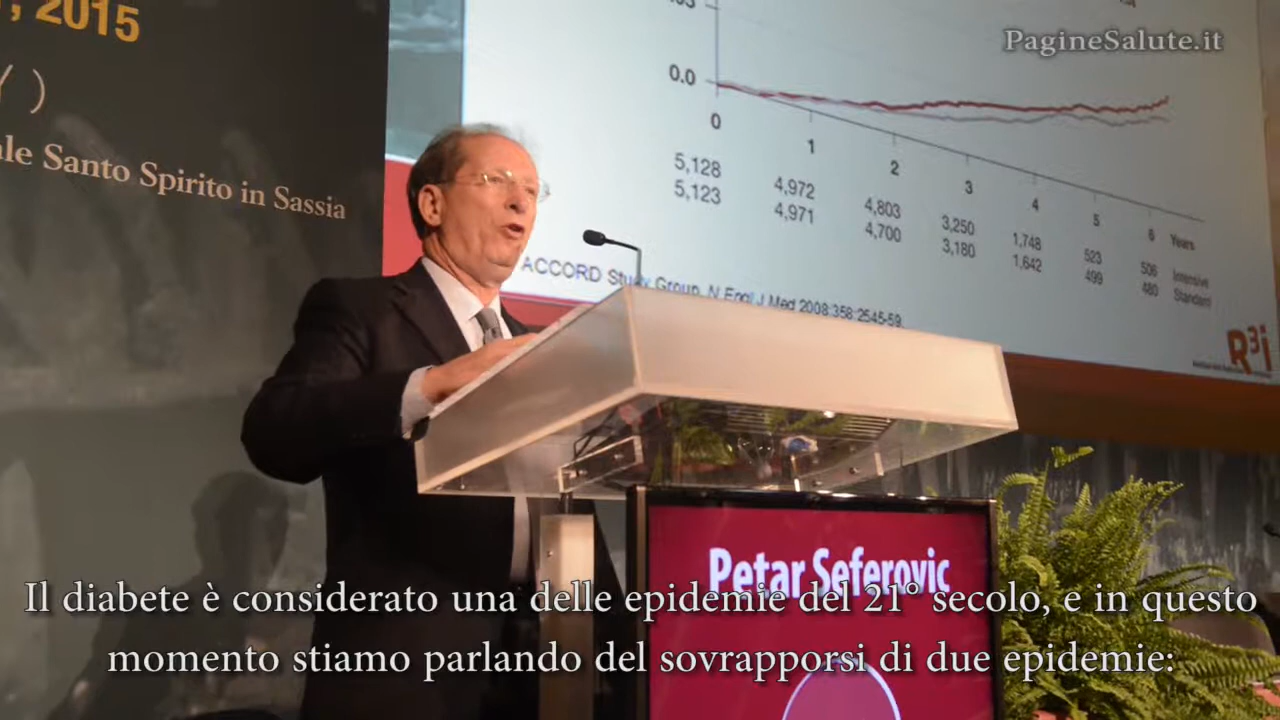 , 2015
PagineSalute.it
0.0
0
1
2
3
4
5
6
Years
5,128
4,972
4,803
3,250
1,748
523
506
Intensive
5,123
4,971
4,700
3,180
1,642
499
480
Standard
le Santo Spirito in Sassia
ACCORD Study Group. N Engl J Med 2008;358:2545-59.
R3i
Petar Seferovic
Il diabete è considerato una delle epidemie del 21° secolo, e in questo
momento stiamo parlando del sovrapporsi di due epidemie: